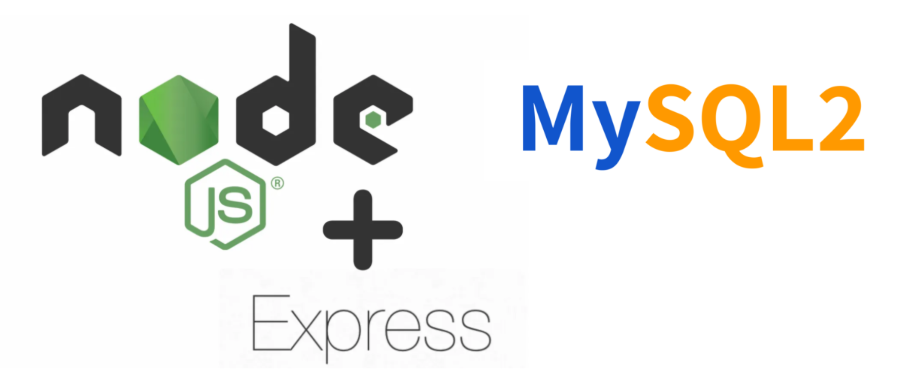 node
JS®
+
Express
MySQL2